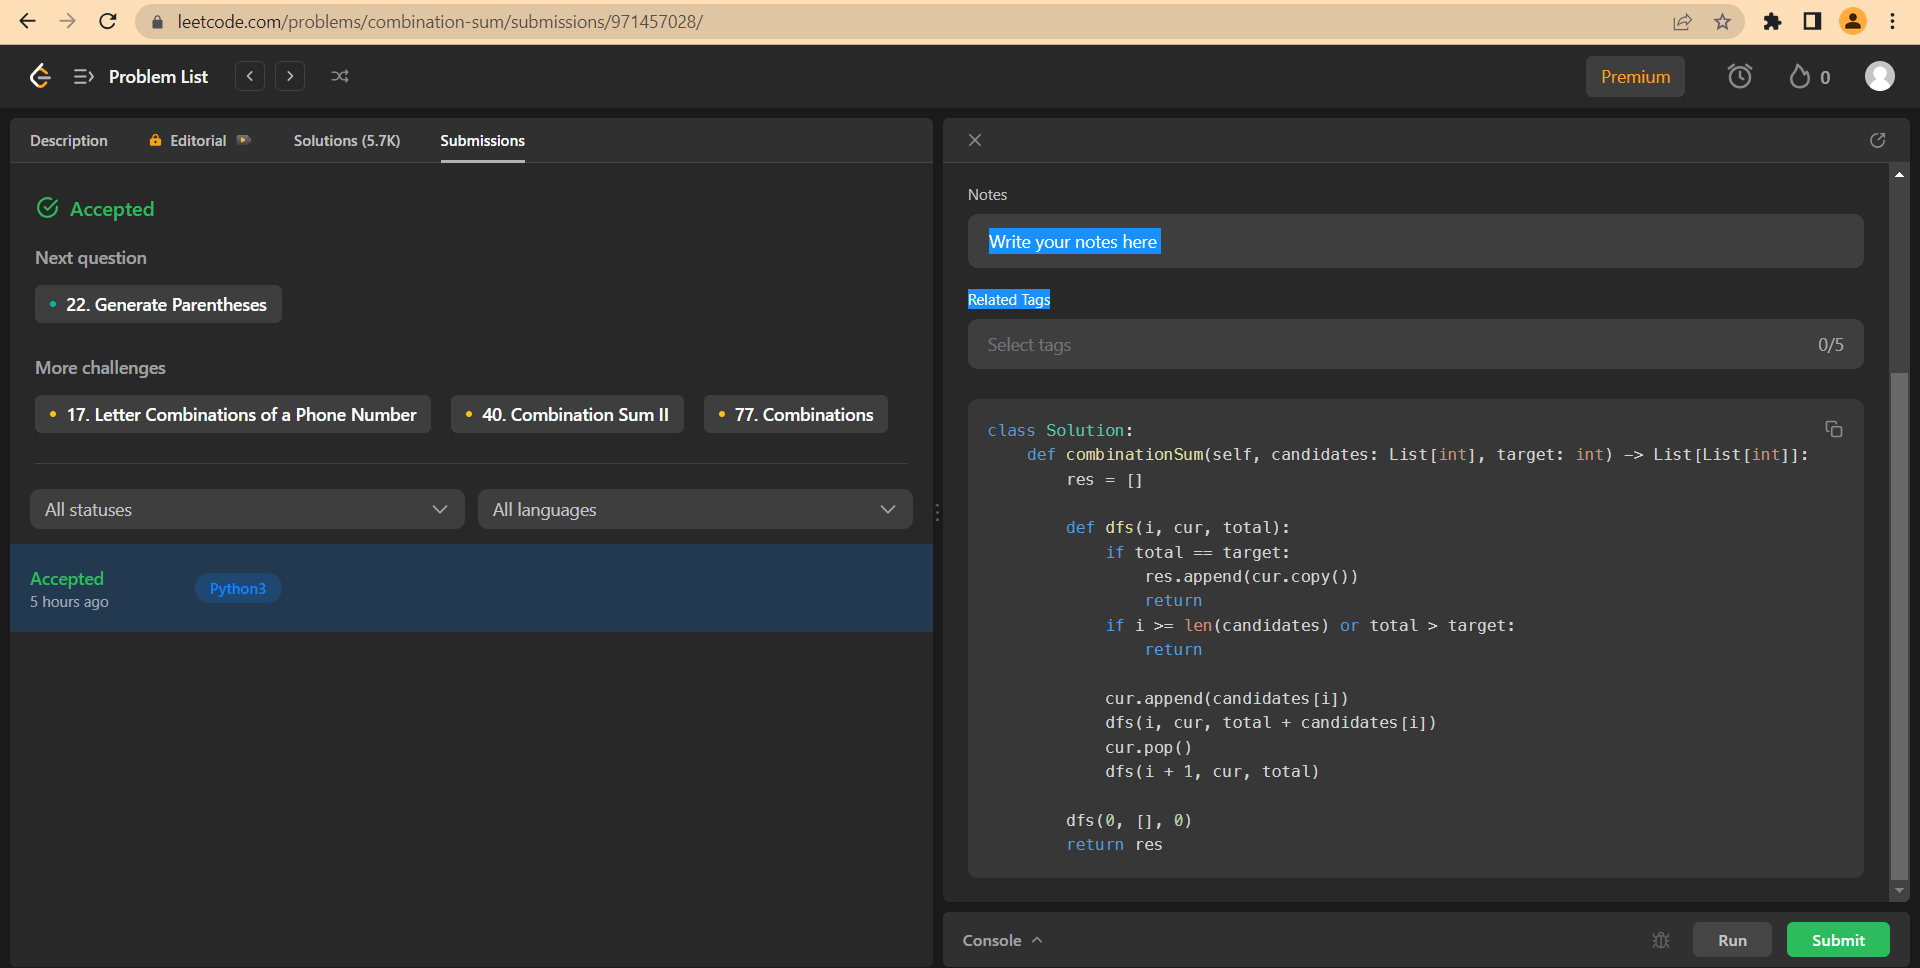 leetcode.com/problems/combination-sum/submissions/971457028/
Problem List
Premium
0
Description
Editorial
Solutions (5.7K)
Submissions
Accepted
Next question
22. Generate Parentheses
More challenges
17. Letter Combinations of a Phone Number
40. Combination Sum II
77. Combinations
All statuses
All languages
Accepted
5 hours ago
Python3
Notes
Write your notes here
Related Tags
Select tags
0/5
class Solution:
    def combinationSum(self, candidates: List[int], target: int) -> List[List[int]]:
        res = []

        def dfs(i, cur, total):
            if total == target:
                res.append(cur.copy())
                return
            if i >= len(candidates) or total > target:
                return

            cur.append(candidates[i])
            dfs(i, cur, total + candidates[i])
            cur.pop()
            dfs(i + 1, cur, total)

        dfs(0, [], 0)
        return res
Console
Run
Submit